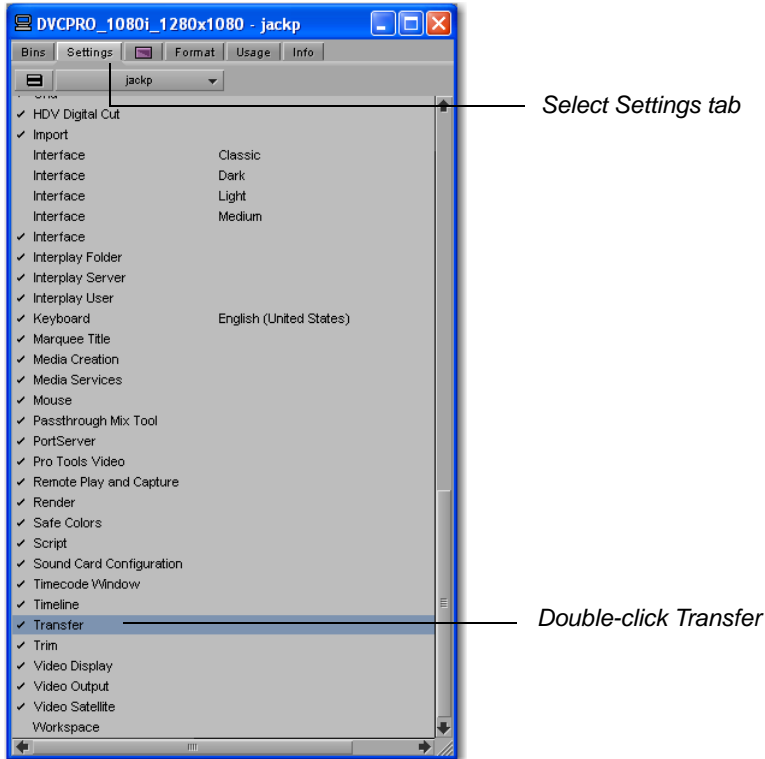 DVCPRO_1080i_1280x1080 - jackp
Bins Settings Format Usage Info
jackp
Select Settings tab
✓ HDV Digital Cut
✓ Import
Interface Classic
Interface Dark
Interface Light
Interface Medium
✓ Interface
✓ Interplay Folder
✓ Interplay Server
✓ Interplay User
✓ Keyboard English (United States)
✓ Marquee Title
✓ Media Creation
✓ Media Services
✓ Mouse
✓ Passthrough Mix Tool
✓ PortServer
✓ Pro Tools Video
✓ Remote Play and Capture
✓ Render
✓ Safe Colors
✓ Script
✓ Sound Card Configuration
✓ Timecode Window
✓ Timeline
✓ Transfer
Double-click Transfer
✓ Trim
✓ Video Display
✓ Video Output
✓ Video Satellite
Workspace